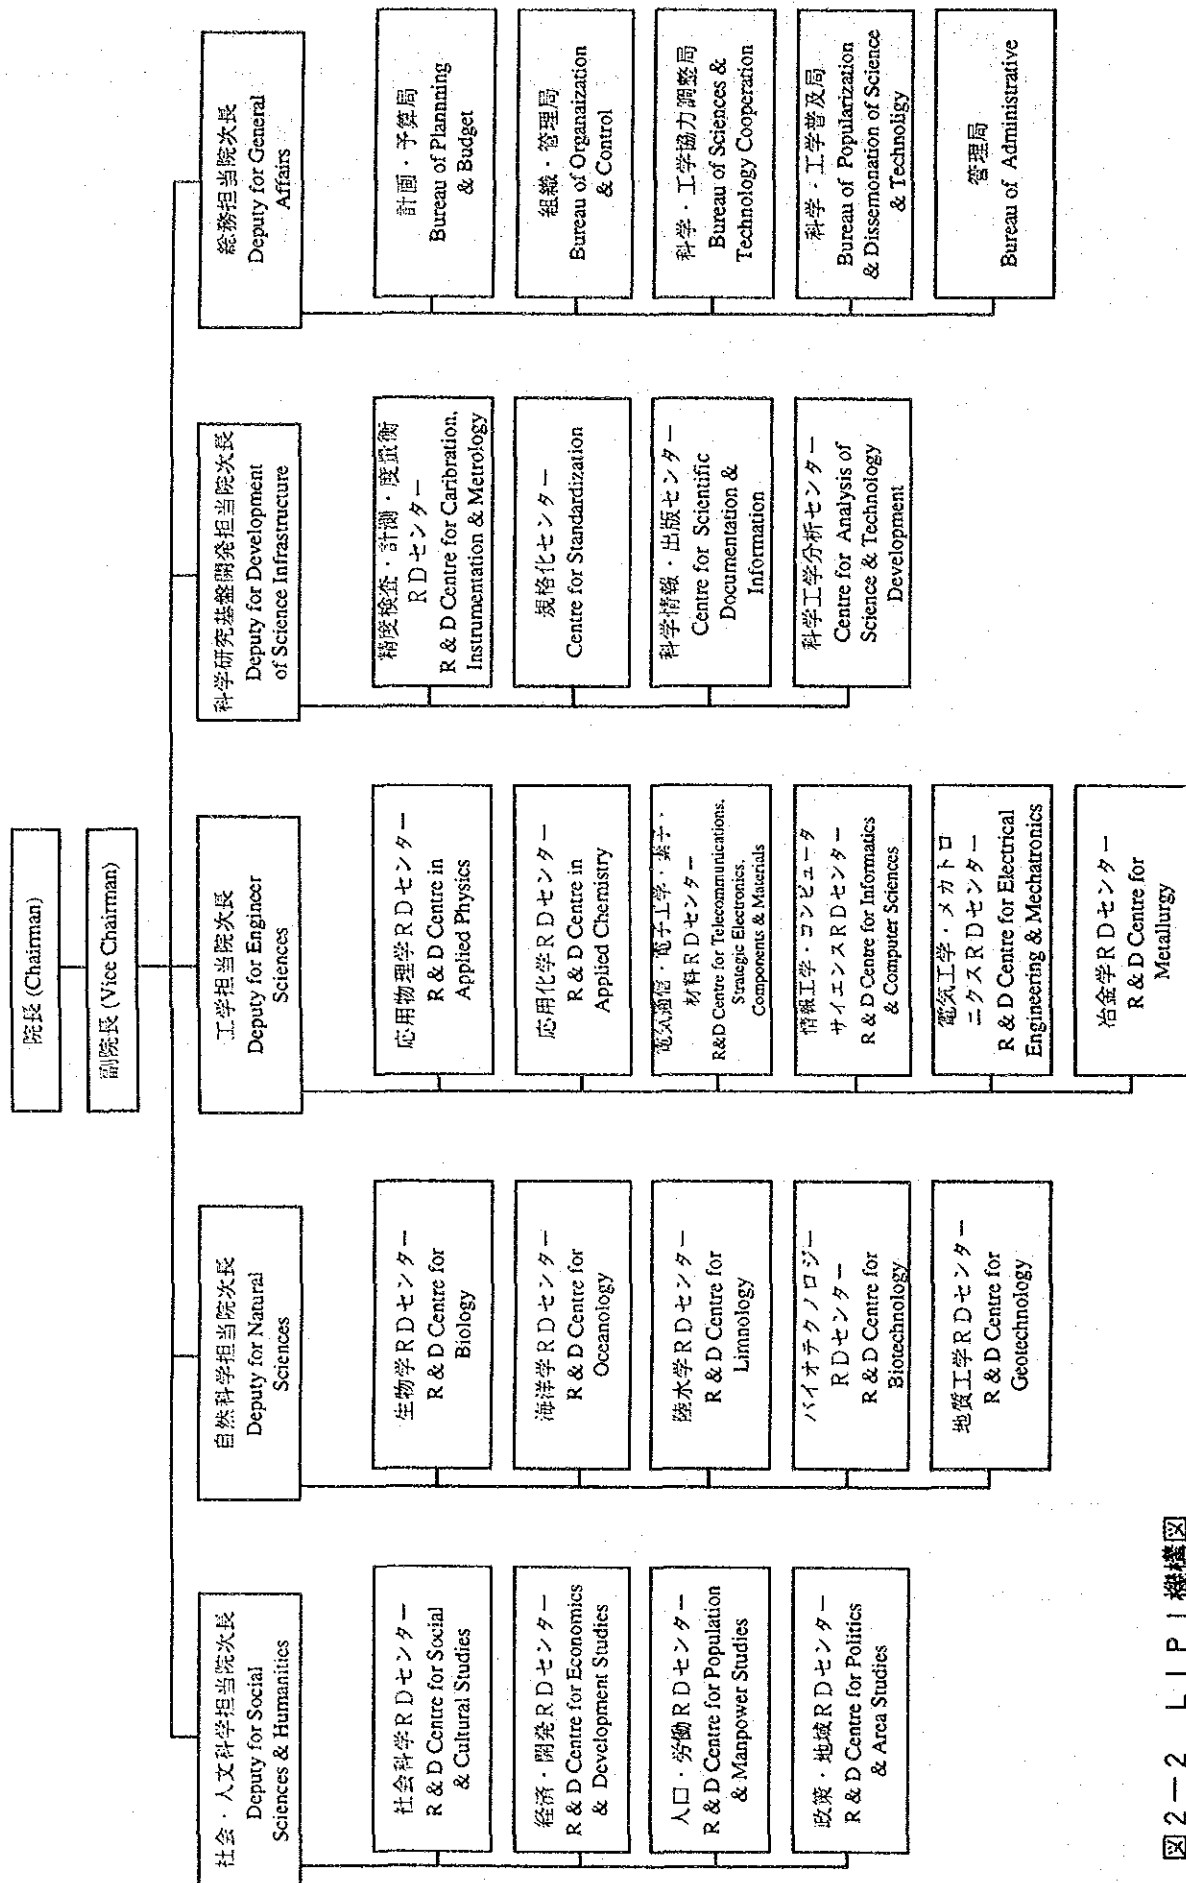 院長 (Chairman)
副院長 (Vice Chairman)
社会・人文科学担当院次長
Deputy for Social
Sciences & Humanities
社会科学RDセンター
R & D Centre for Social
& Cultural Studies
経済・開発RDセンター
R & D Centre for Economics
& Development Studies
人口・労働RDセンター
R & D Centre for Population
& Manpower Studies
政策・地域RDセンター
R & D Centre for Politics
& Area Studies
自然科学担当院次長
Deputy for Natural
Sciences
生物学RDセンター
R & D Centre for
Biology
海洋学RDセンター
R & D Centre for
Oceanology
陸水学RDセンター
R & D Centre for
Limnology
バイオテクノロジー
RDセンター
R & D Centre for
Biotechnology
地質工学RDセンター
R & D Centre for
Geotechnology
工学担当院次長
Deputy for Engineer
Sciences
応用物理学RDセンター
R & D Centre in
Applied Physics
応用化学RDセンター
R & D Centre in
Applied Chemistry
電気通信・電子工学・素子・
材料RDセンター
R&D Centre for Telecommunications,
Strategic Electronics,
Components & Materials
情報工学・コンピュータ
サイエンスRDセンター
R & D Centre for Informatics
& Computer Sciences
電気工学・メカトロ
ニクスRDセンター
R & D Centre for Electrical
Engineering & Mechatronics
冶金学RDセンター
R & D Centre for
Metallurgy
科学研究基盤開発担当院次長
Deputy for Development
of Science Infrastructure
精度検査・計測・度量衡
RDセンター
R & D Centre for Caribration,
Instrumentation & Metrology
規格化センター
Centre for Standardization
科学情報・出版センター
Centre for Scientific
Documentation &
Information
科学工学分析センター
Centre for Analysis of
Science & Technology
Development
総務担当院次長
Deputy for General
Affairs
計画・予算局
Bureau of Plannning
& Budget
組織・管理局
Bureau of Organaization
& Control
科学・工学協力調整局
Bureau of Sciences &
Technology Cooperation
科学・工学普及局
Bureau of Popularization
& Dissemonation of Science
& Technoligy
管理局
Bureau of Administrative
図2-2 LIPI機構図